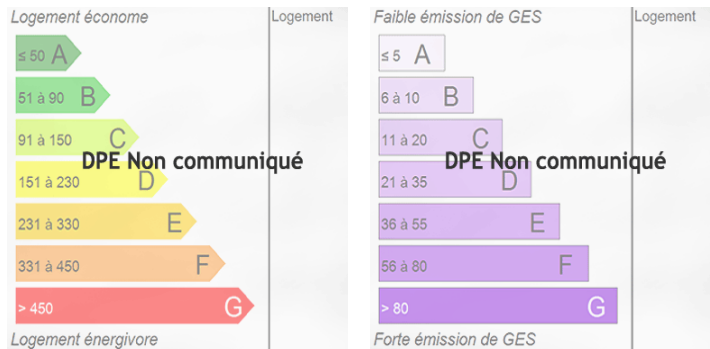 Logement économe
Logement
≤ 50 A
51 à 90 B
91 à 150 C
DPE Non communiqué
151 à 230 D
231 à 330 E
331 à 450 F
> 450 G
Logement énergivore
Faible émission de GES
Logement
≤ 5 A
6 à 10 B
11 à 20 C
DPE Non communiqué
21 à 35 D
36 à 55 E
56 à 80 F
> 80 G
Forte émission de GES